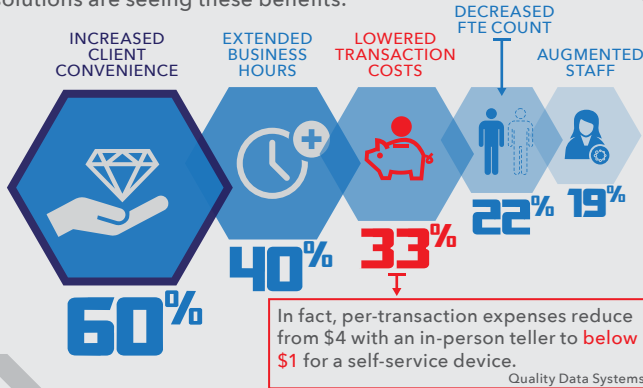 solutions are seeing these benefits:
INCREASED
CLIENT
CONVENIENCE
60%
EXTENDED
BUSINESS
HOURS
40%
LOWERED
TRANSACTION
COSTS
33%
DECREASED
FTE COUNT
22%
AUGMENTED
STAFF
19%
In fact, per-transaction expenses reduce
from $4 with an in-person teller to below
$1 for a self-service device.
Quality Data Systems